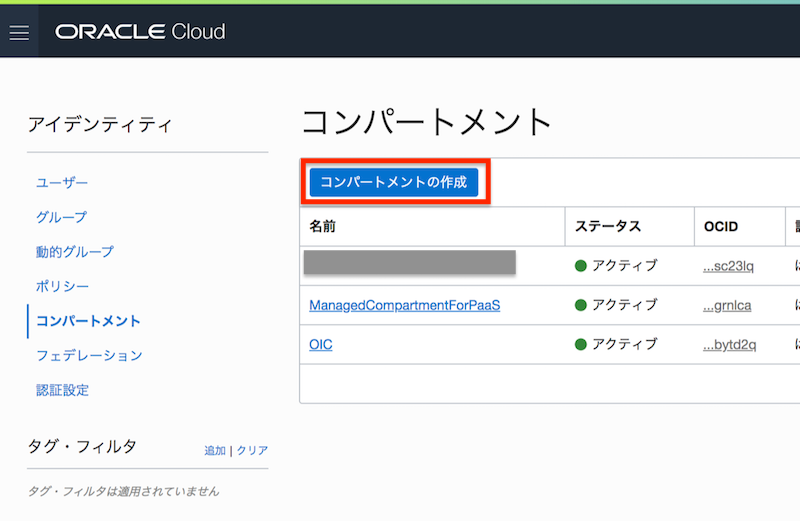 ORACLE Cloud
アイデンティティ
ユーザー
グループ
動的グループ
ポリシー
コンパートメント
フェデレーション
認証設定
タグ・フィルタ 追加 | クリア
タグ・フィルタは適用されていません
コンパートメント
コンパートメントの作成
名前 ステータス OCID
アクティブ ...sc23lq
ManagedCompartmentForPaaS アクティブ ...grnlca
OIC アクティブ ...bytd2q